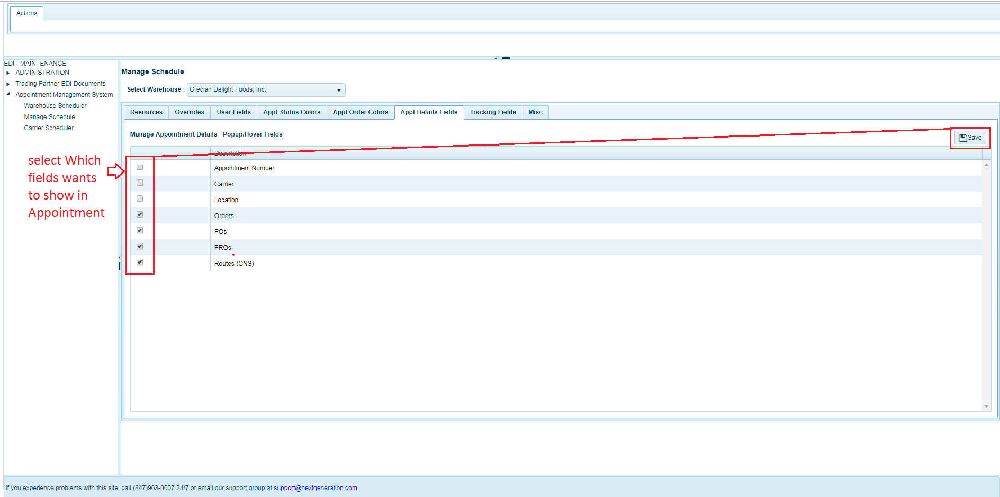 Actions
EDI - MAINTENANCE
ADMINISTRATION
Trading Partner EDI Documents
Appointment Management System
Warehouse Scheduler
Manage Schedule
Carrier Scheduler
select Which
fields wants
to show in
Appointment
Manage Schedule
Select Warehouse : Grecian Delight Foods, Inc.
Resources Overrides User Fields Appt Status Colors Appt Order Colors Appt Details Fields Tracking Fields Misc
Manage Appointment Details - Popup/Hover Fields
Save
Description
Appointment Number
Carrier
Location
Orders
POs
PROs
Routes (CNS)
If you experience problems with this site, call (847)963-0007 24/7 or email our support group at support@nextgeneration.com